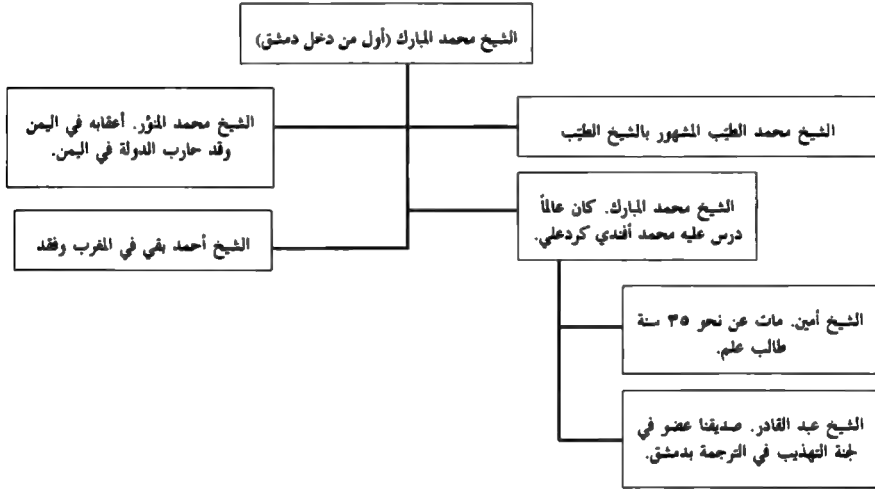 الشيخ محمد المبارك (أول من دخل دمشق)
الشيخ محمد الطيّب المشهور بالشيخ الطيّب
الشيخ محمد المنوّر. أعقابه في اليمن
وقد حارب الدولة في اليمن.
الشيخ محمد المبارك. كان عالماً
درس عليه محمد أفندي كردعلي.
الشيخ أحمد بقي في المغرب وفقد
الشيخ أمين. مات عن نحو ٣٥ سنة
طالب علم.
الشيخ عبد القادر. صديقنا عضو في
لجنة التهذيب في الترجمة بدمشق.